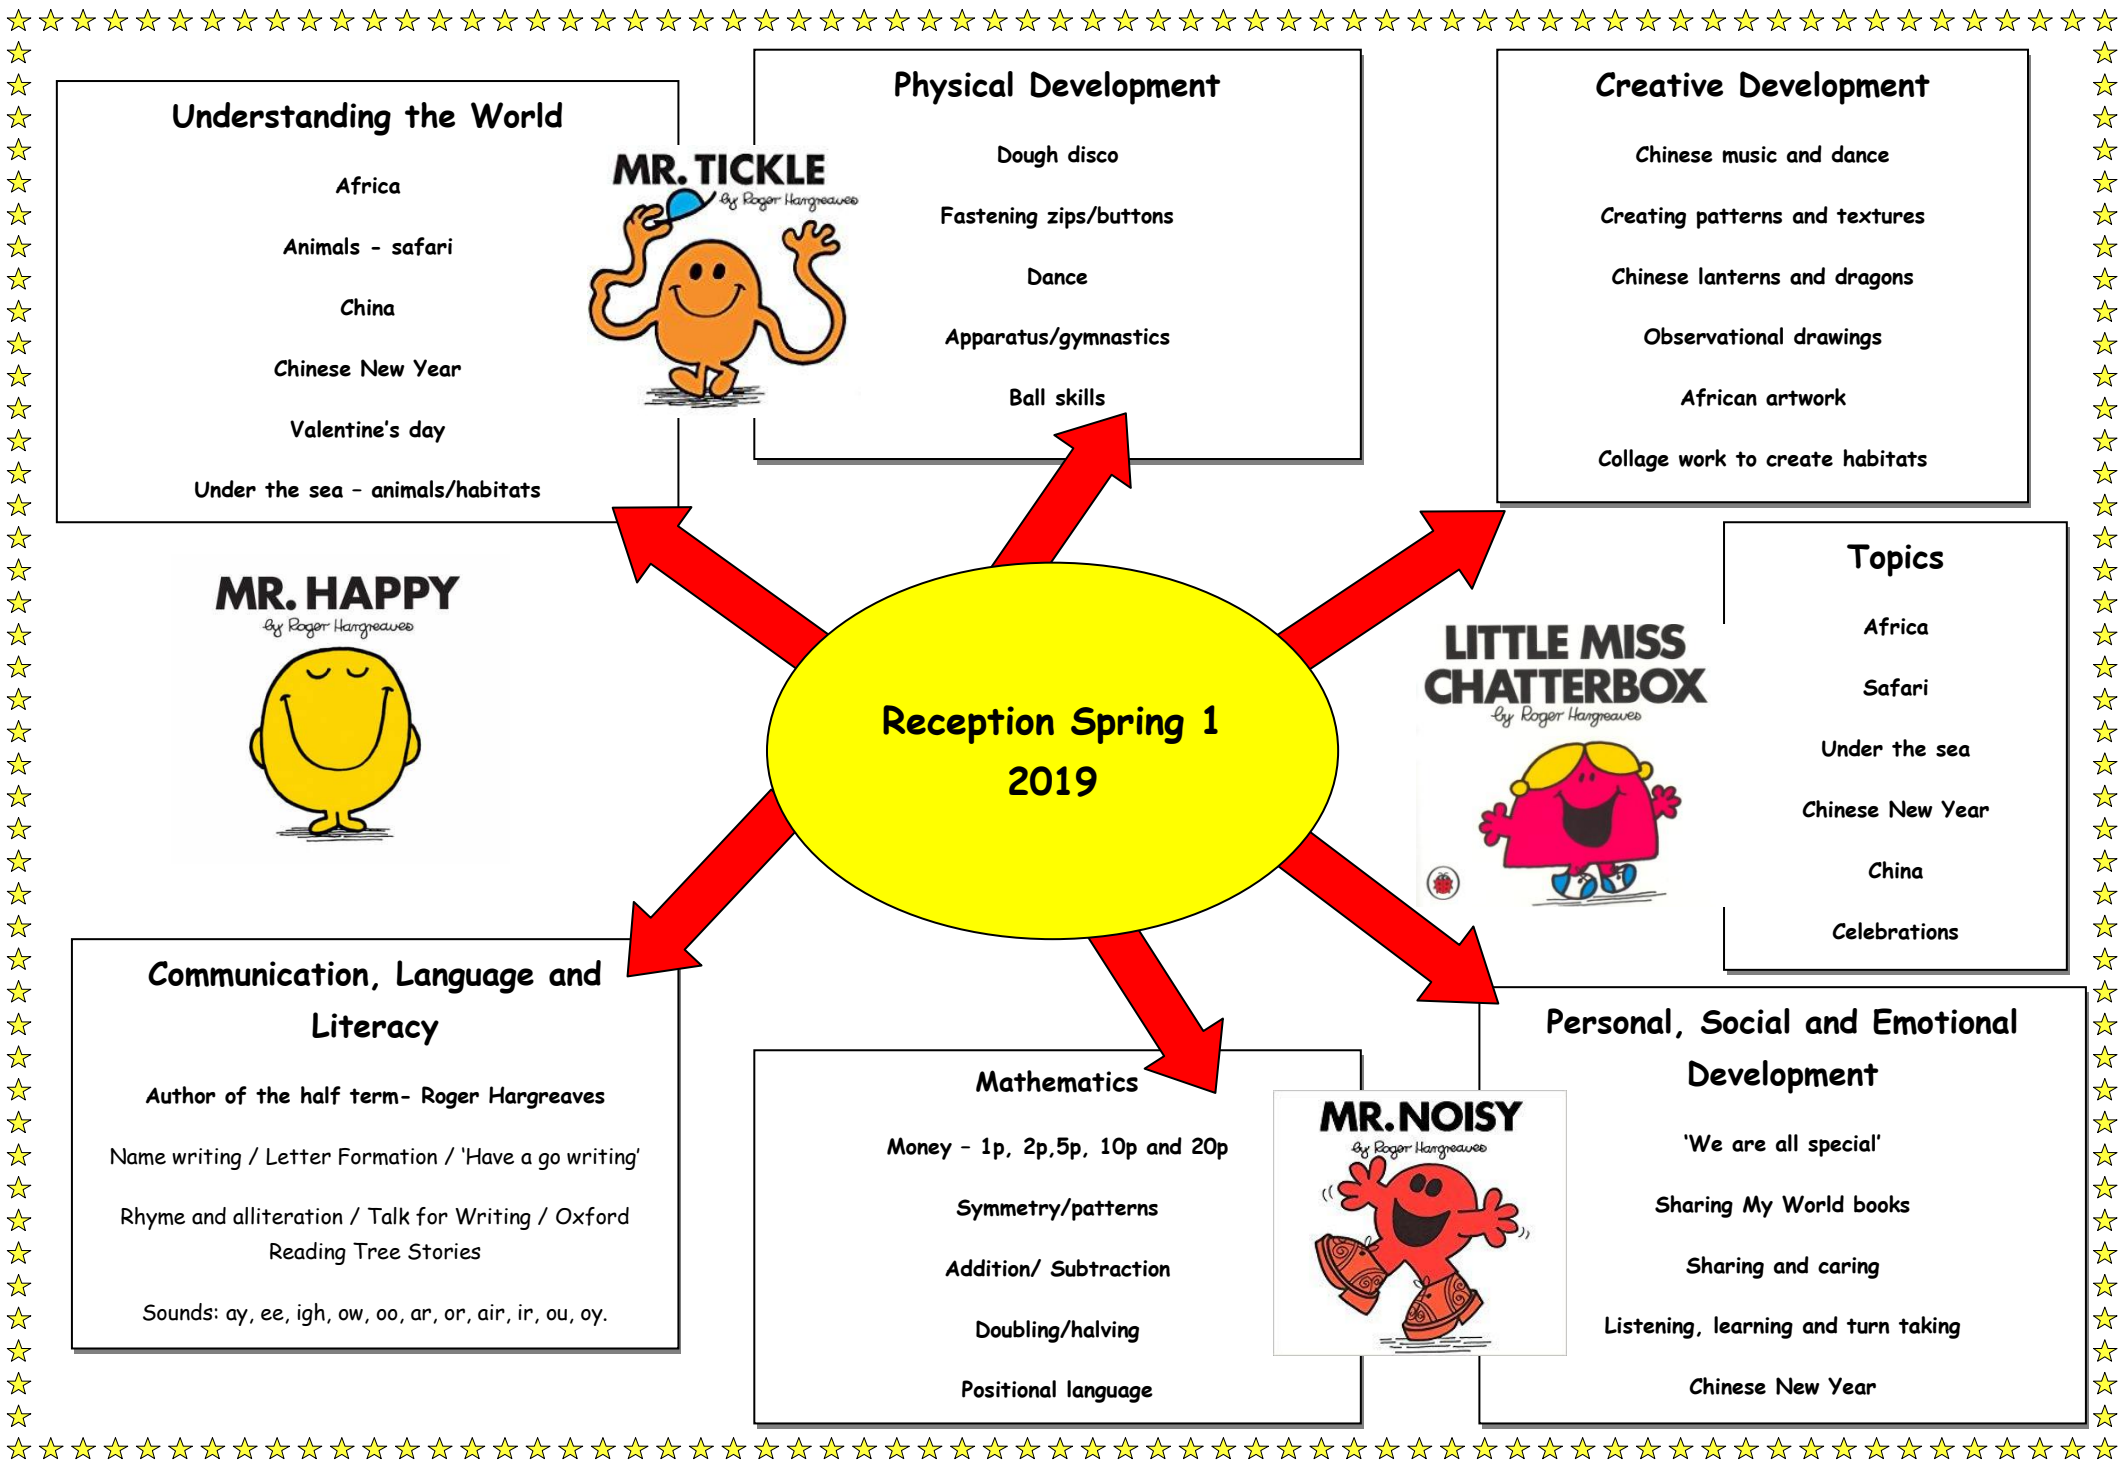 Understanding the World
Africa
Animals - safari
China
Chinese New Year
Valentine's day
Under the sea – animals/habitats
MR. TICKLE
by Roger Hargreaves
Physical Development
Dough disco
Fastening zips/buttons
Dance
Apparatus/gymnastics
Ball skills
Creative Development
Chinese music and dance
Creating patterns and textures
Chinese lanterns and dragons
Observational drawings
African artwork
Collage work to create habitats
MR. HAPPY
by Roger Hargreaves
Reception Spring 1
2019
LITTLE MISS
CHATTERBOX
by Roger Hargreaves
Topics
Africa
Safari
Under the sea
Chinese New Year
China
Celebrations
Communication, Language and
Literacy
Author of the half term- Roger Hargreaves
Name writing / Letter Formation / ‘Have a go writing’
Rhyme and alliteration / Talk for Writing / Oxford
Reading Tree Stories
Sounds: ay, ee, igh, ow, oo, ar, or, air, ir, ou, oy.
Mathematics
Money – 1p, 2p,5p, 10p and 20p
Symmetry/patterns
Addition/ Subtraction
Doubling/halving
Positional language
MR. NOISY
by Roger Hargreaves
Personal, Social and Emotional
Development
‘We are all special’
Sharing My World books
Sharing and caring
Listening, learning and turn taking
Chinese New Year